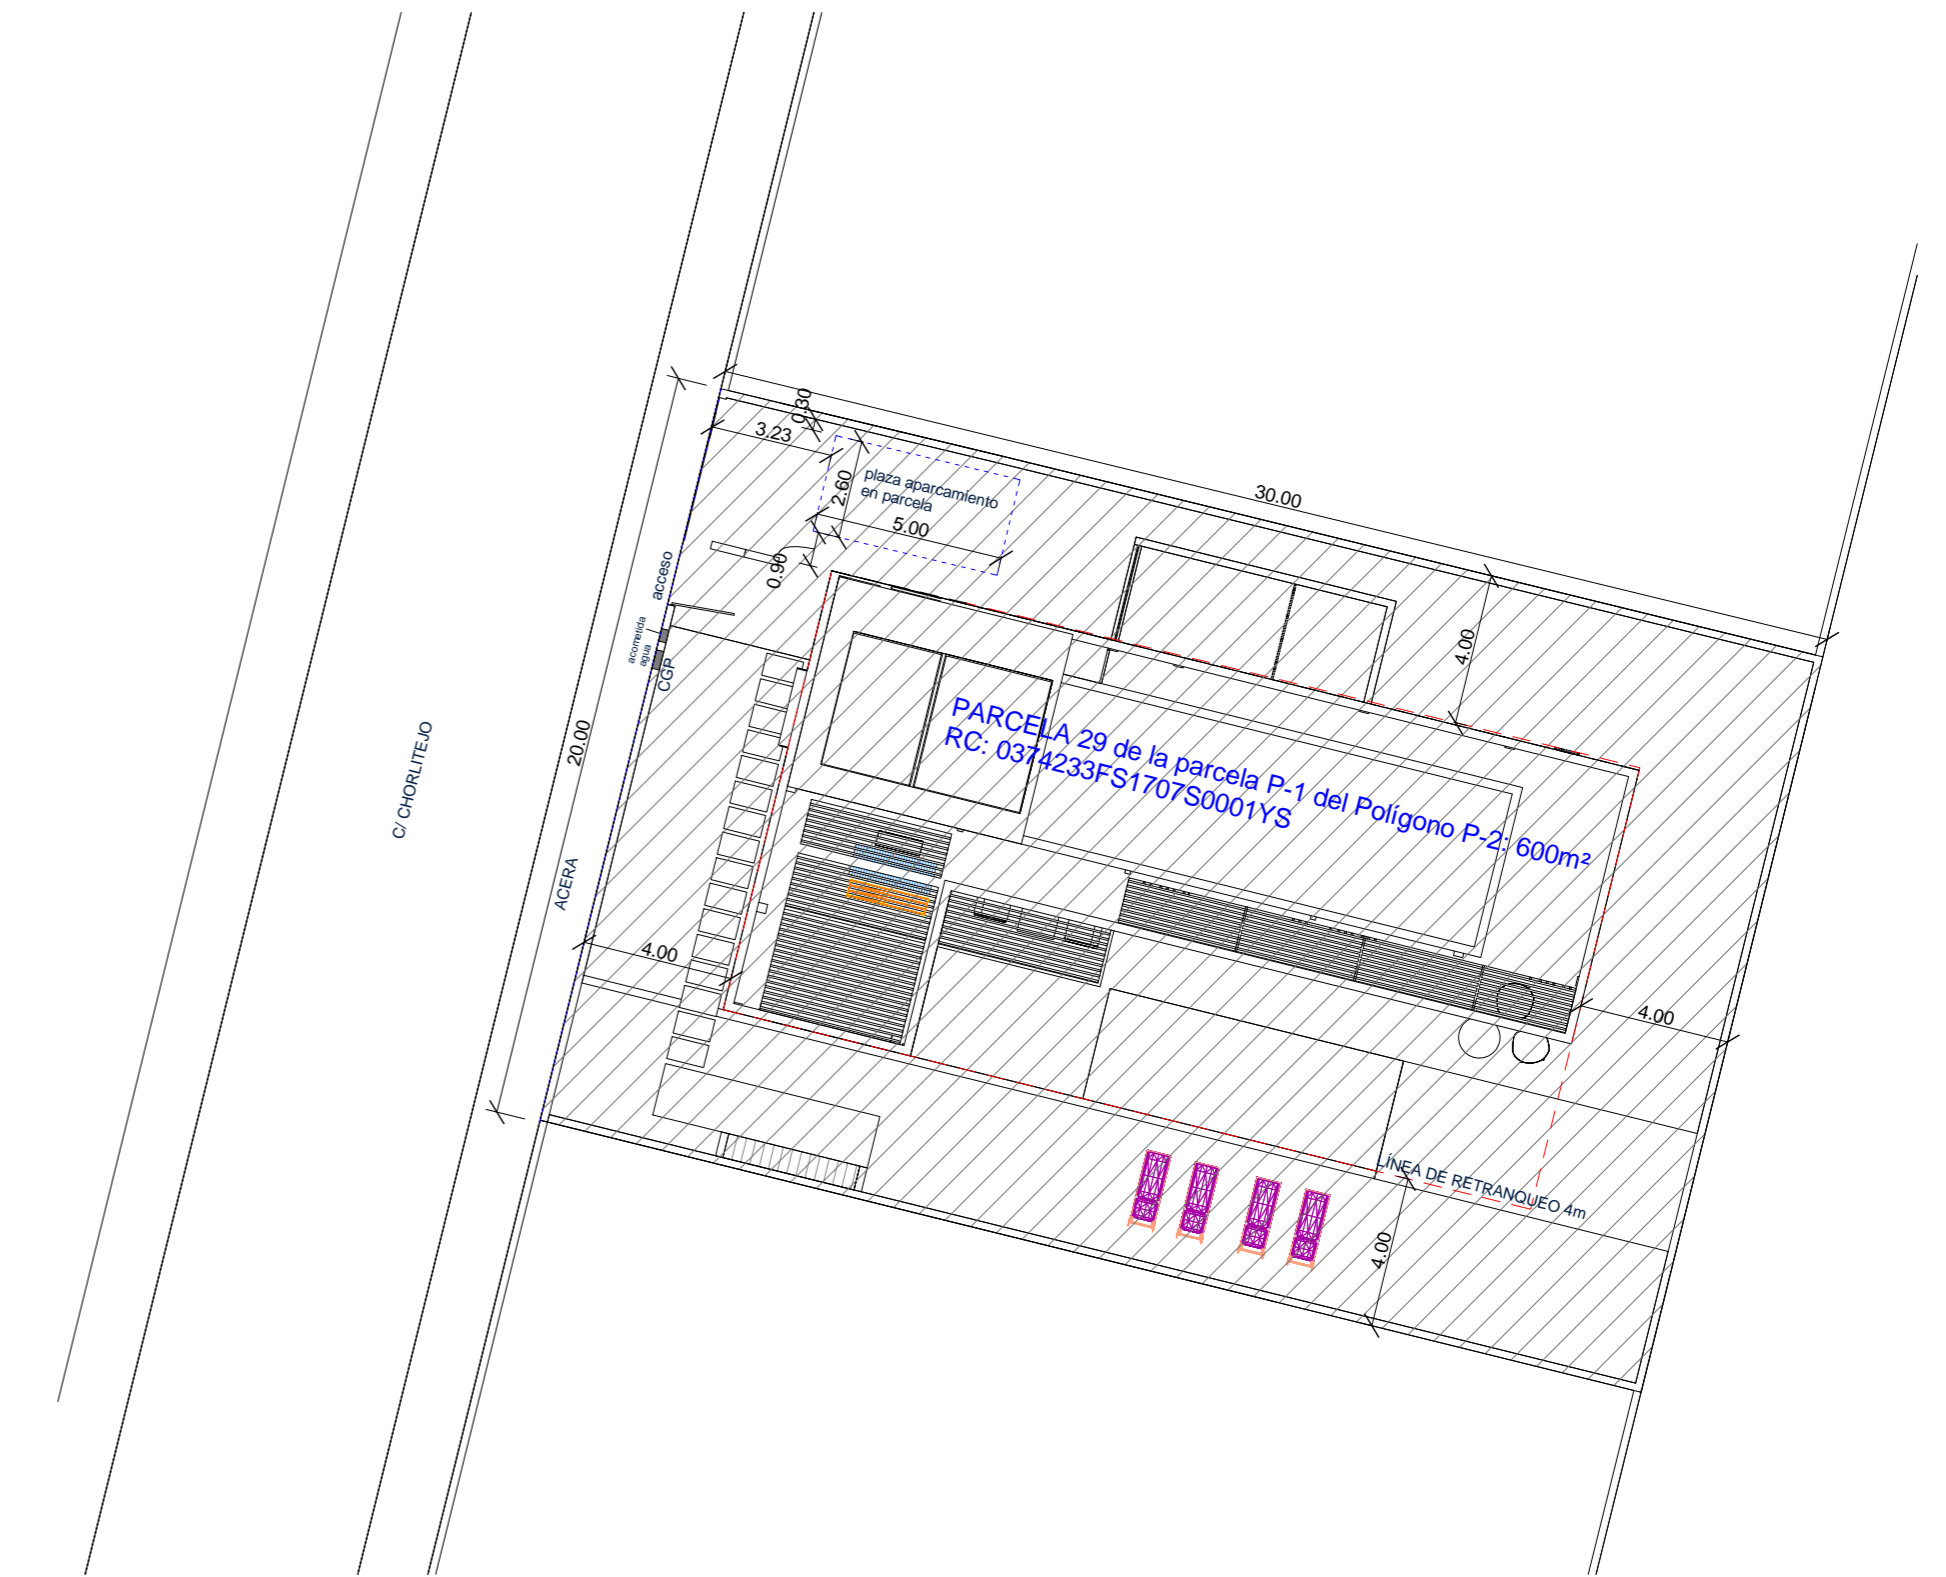 0.30
3.23
2.60
plaza aparcamiento
en parcela
5.00
30.00
0.90
acceso
acometida
agua
CGP
4.00
PARCELA 29 de la parcela P-1 del Polígono P-2: 600m²
RC: 0374233FS1707S0001YS
20.00
C/ CHORLITEJO
ACERA
4.00
4.00
LÍNEA DE RETRANQUEO 4m
4.00